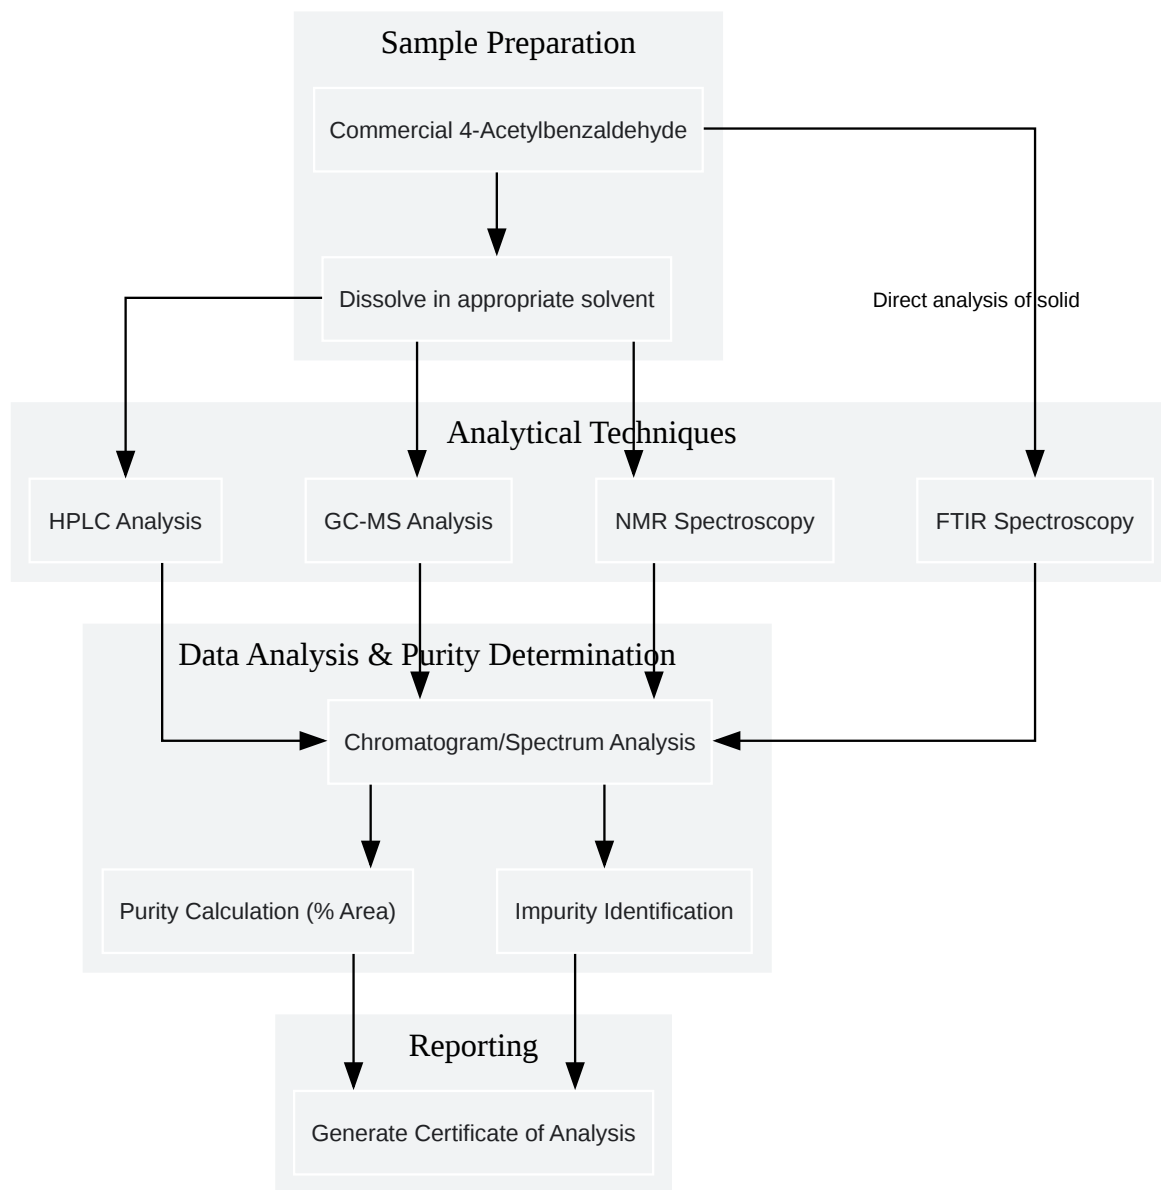 Sample Preparation
Commercial 4-Acetylbenzaldehyde
Dissolve in appropriate solvent
Direct analysis of solid
Analytical Techniques
HPLC Analysis
GC-MS Analysis
NMR Spectroscopy
FTIR Spectroscopy
Data Analysis & Purity Determination
Chromatogram/Spectrum Analysis
Purity Calculation (% Area)
Impurity Identification
Reporting
Generate Certificate of Analysis